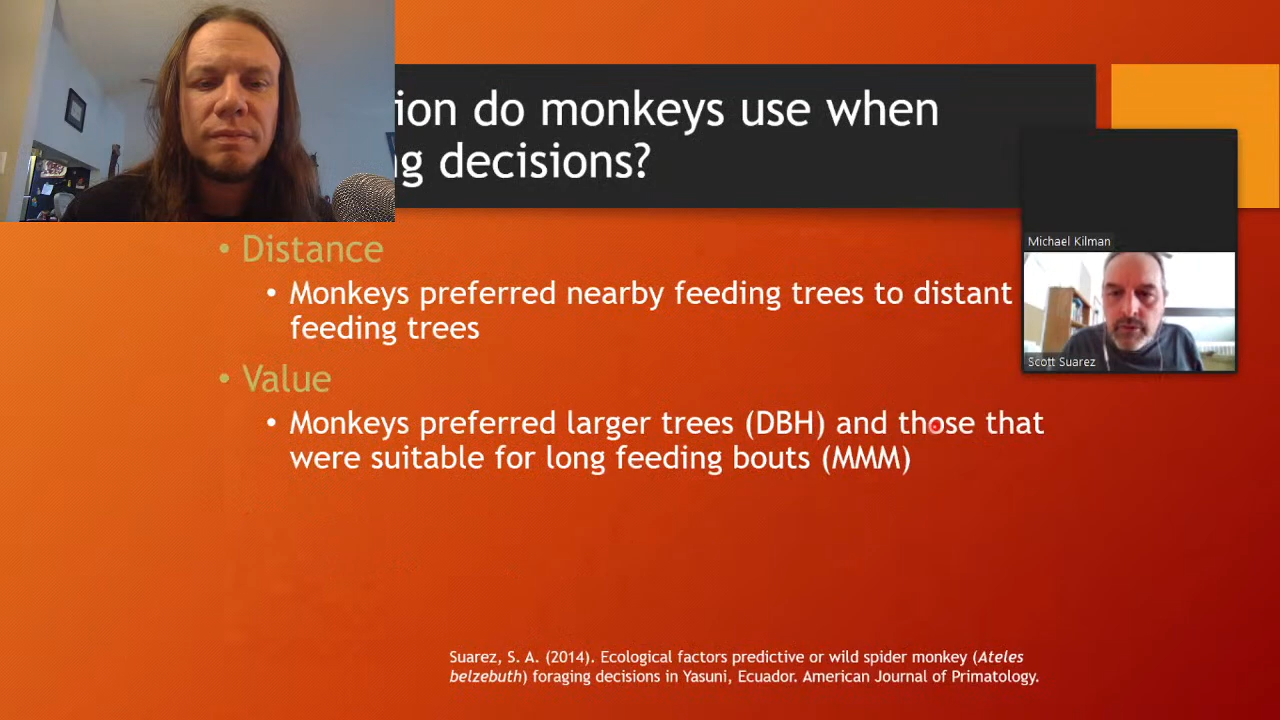 ion do monkeys use when
g decisions?
Michael Kilman
• Distance
• Monkeys preferred nearby feeding trees to distant
feeding trees
Scott Suarez
• Value
• Monkeys preferred larger trees (DBH) and those that
were suitable for long feeding bouts (MMM)
Suarez, S. A. (2014). Ecological factors predictive or wild spider monkey (Ateles
belzebuth) foraging decisions in Yasuni, Ecuador. American Journal of Primatology.